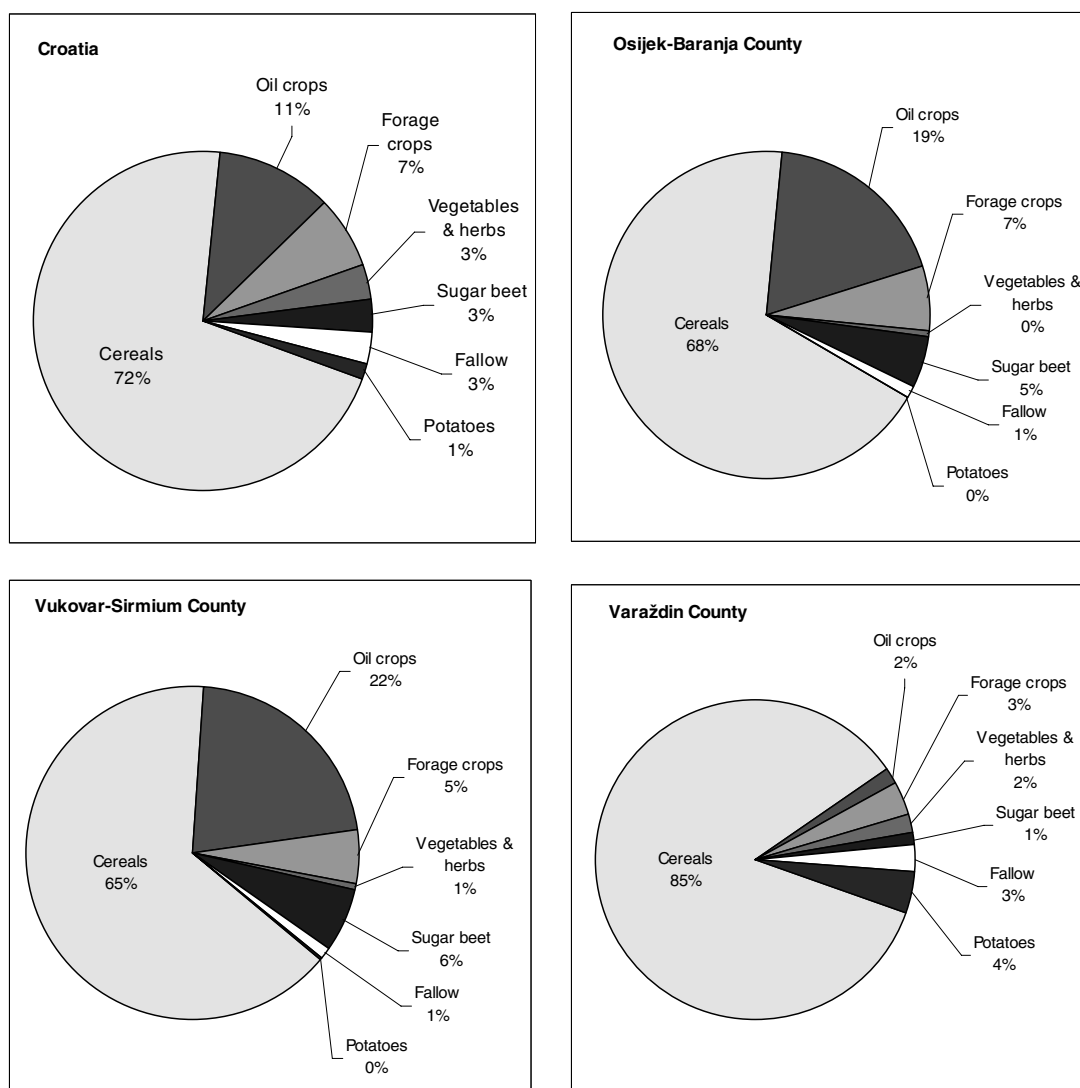 Croatia
Oil crops
11%
Forage
crops
7%
Vegetables
& herbs
3%
Sugar beet
3%
Fallow
3%
Potatoes
1%
Cereals
72%
Osijek-Baranja County
Oil crops
19%
Forage crops
7%
Vegetables &
herbs
0%
Sugar beet
5%
Fallow
1%
Potatoes
0%
Cereals
68%
Vukovar-Sirmium County
Oil crops
22%
Forage crops
5%
Vegetables &
herbs
1%
Sugar beet
6%
Fallow
1%
Potatoes
0%
Cereals
65%
Varaždin County
Oil crops
2%
Forage crops
3%
Vegetables &
herbs
2%
Sugar beet
1%
Fallow
3%
Potatoes
4%
Cereals
85%